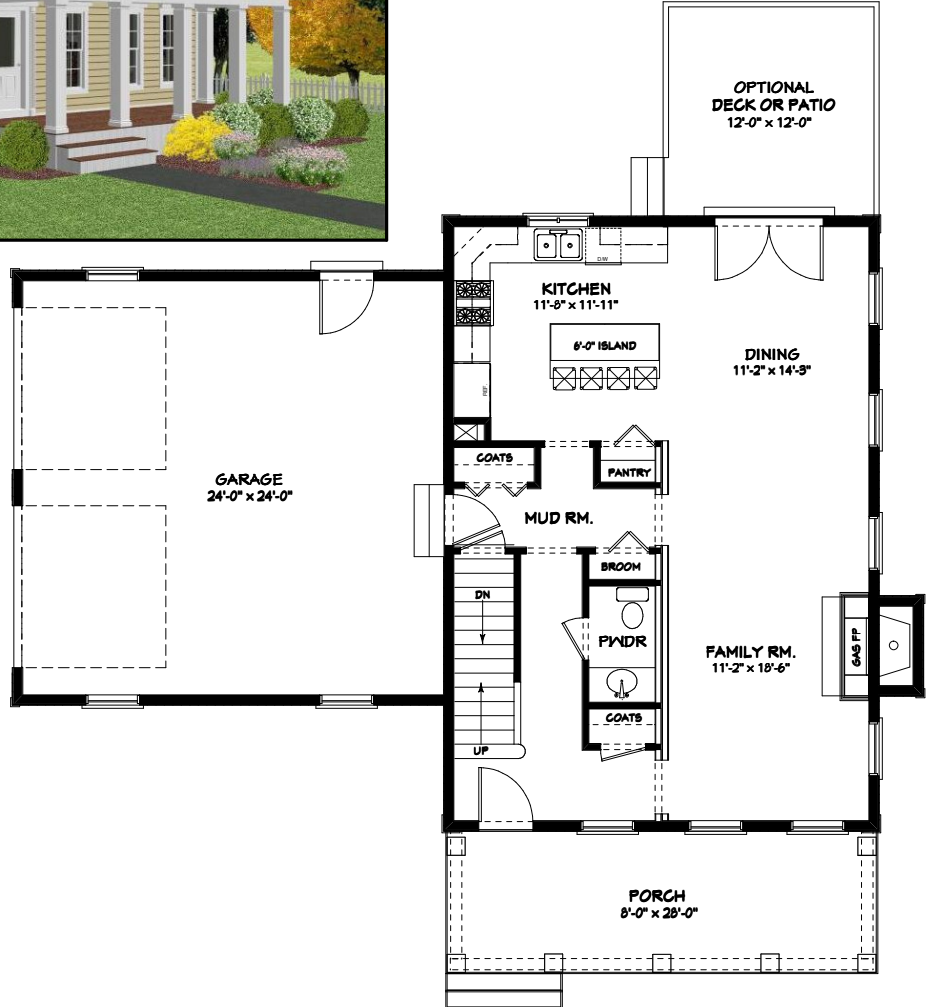 OPTIONAL
DECK OR PATIO
12'-0" x 12'-0"
D/W
KITCHEN
11'-8" x 11'-11"
6'-0" ISLAND
DINING
11'-2" x 14'-3"
REF.
COATS
PANTRY
GARAGE
24'-0" x 24'-0"
MUD RM.
BROOM
DN
PWDR
FAMILY RM.
11'-2" x 18'-6"
GAS FP
COATS
UP
PORCH
8'-0" x 28'-0"